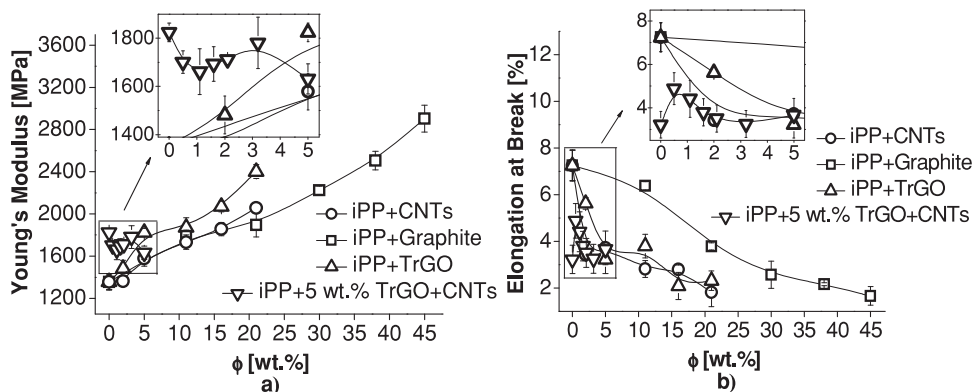 Young's Modulus [MPa]
3600
3200
2800
2400
2000
1600
1200
1800
1600
1400
0 1 2 3 4 5
iPP+CNTs
iPP+Graphite
iPP+TrGO
iPP+5 wt.% TrGO+CNTs
0 5 10 15 20 25 30 35 40 45
ϕ [wt.%]
a)
Elongation at Break [%]
12
10
8
6
4
2
8
6
4
0 1 2 3 4 5
iPP+CNTs
iPP+Graphite
iPP+TrGO
iPP+5 wt.% TrGO+CNTs
0 5 10 15 20 25 30 35 40 45
ϕ [wt.%]
b)